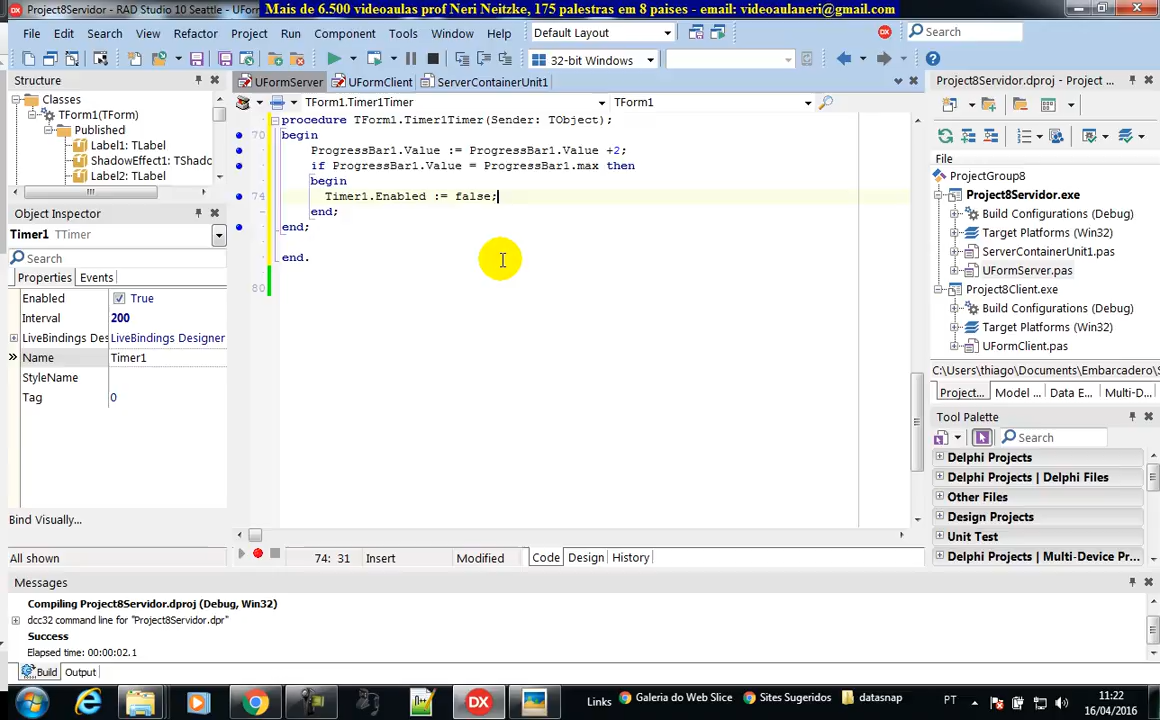 Project8Servidor - RAD Studio 10 Seattle - UForm
Mais de 6.500 videoaulas prof Neri Neitzke, 175 palestras em 8 paises - email: videoaulaneri@gmail.com
File Edit Search View Refactor Project Run Component Tools Window Help
Default Layout
Search
32-bit Windows
Structure
Classes
TForm1(TForm)
Published
Label1: TLabel
ShadowEffect1: TShadc
Label2: TLabel
Object Inspector
Timer1 TTimer
Search
Properties Events
Enabled True
Interval 200
LiveBindings Des LiveBindings Designer
» Name Timer1
StyleName
Tag 0
Bind Visually...
All shown
UFormServer UFormClient ServerContainerUnit1
TForm1.Timer1Timer TForm1
procedure TForm1.Timer1Timer(Sender: TObject);
70 begin
ProgressBar1.Value := ProgressBar1.Value +2;
if ProgressBar1.Value = ProgressBar1.max then
begin
74 Timer1.Enabled := false;
end;
end;
end.
80
74: 31 Insert Modified Code Design History
Project8Servidor.dproj - Project ...
File
ProjectGroup8
Project8Servidor.exe
Build Configurations (Debug)
Target Platforms (Win32)
ServerContainerUnit1.pas
UFormServer.pas
Project8Client.exe
Build Configurations (Debug)
Target Platforms (Win32)
UFormClient.pas
C:\Users\thiago\Documents\Embarcadero\S
Project... Model ... Data E... Multi-D...
Tool Palette
Search
Delphi Projects
Delphi Projects | Delphi Files
Other Files
Design Projects
Unit Test
Delphi Projects | Multi-Device Pr...
Messages
Compiling Project8Servidor.dproj (Debug, Win32)
dcc32 command line for "Project8Servidor.dpr"
Success
Elapsed time: 00:00:02.1
Build Output
DX
Links Galeria do Web Slice Sites Sugeridos datasnap PT
11:22
16/04/2016